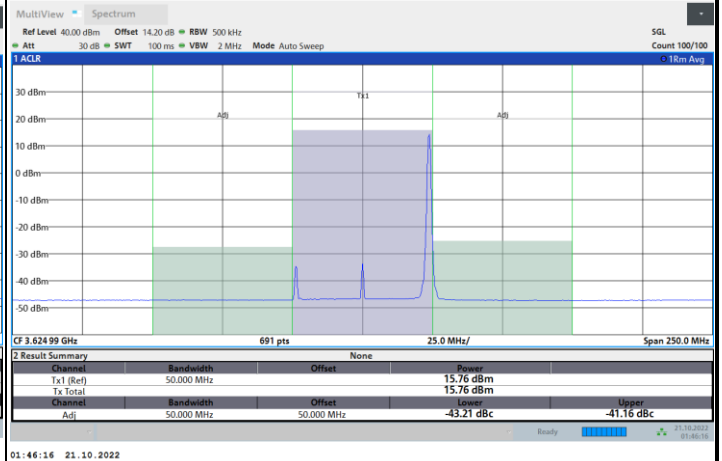 MultiView Spectrum
Ref Level 40.00 dBm Offset 14.20 dB RBW 500 kHz SGL
Att 30 dB SWT 100 ms VBW 2 MHz Mode Auto Sweep Count 100/100
1 ACLR 1Rm Avg
30 dBm
Tx1
20 dBm
Adj Adj
10 dBm
0 dBm
-10 dBm
-20 dBm
-30 dBm
-40 dBm
-50 dBm
CF 3.624 99 GHz 691 pts 25.0 MHz/ Span 250.0 MHz
2 Result Summary None
Channel Bandwidth Offset Power
Tx1 (Ref) 50.000 MHz 15.76 dBm
Tx Total 15.76 dBm
Channel Bandwidth Offset Lower Upper
Adj 50.000 MHz 50.000 MHz -43.21 dBc -41.16 dBc
Ready 21.10.2022
01:46:16
01:46:16 21.10.2022